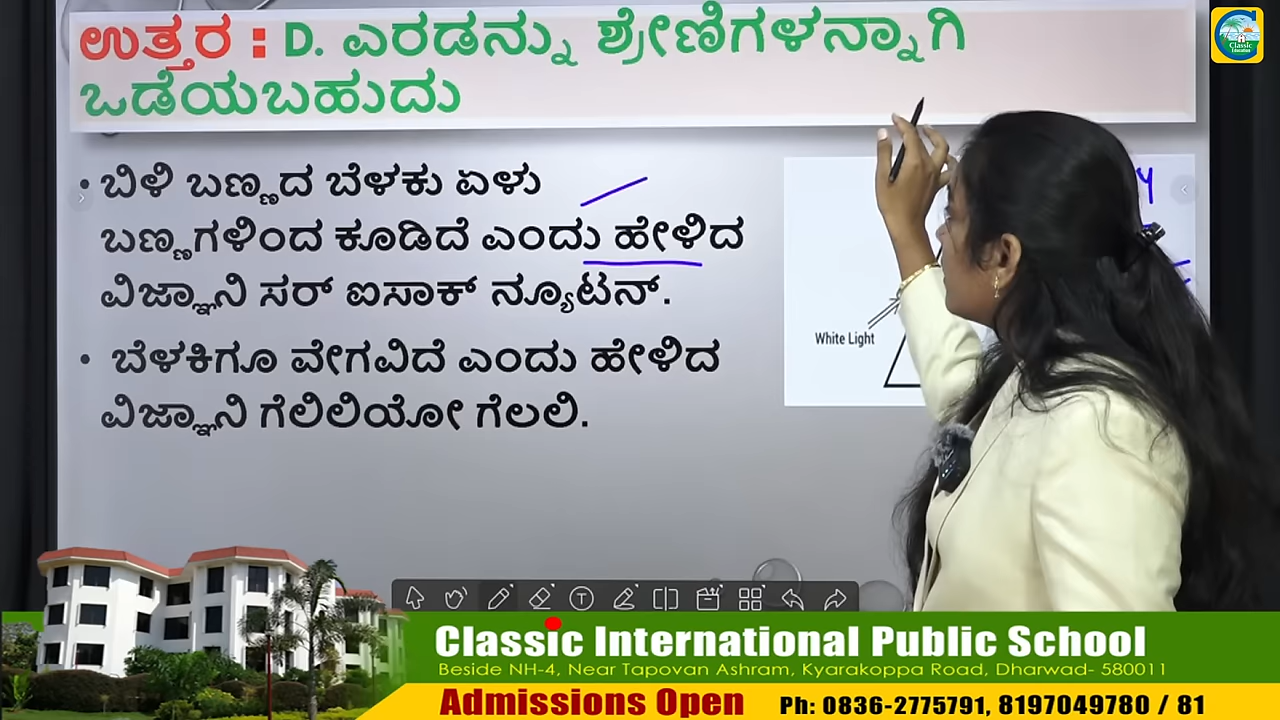 ಉತ್ತರ : D. ಎರಡನ್ನು ಶ್ರೇಣಿಗಳನ್ನಾಗಿ
ಒಡೆಯಬಹುದು
Classic
Education
• ಬಿಳಿ ಬಣ್ಣದ ಬೆಳಕು ಏಳು
ಬಣ್ಣಗಳಿಂದ ಕೂಡಿದೆ ಎಂದು ಹೇಳಿದ
ವಿಜ್ಞಾನಿ ಸರ್ ಐಸಾಕ್ ನ್ಯೂಟನ್.
• ಬೆಳಕಿಗೂ ವೇಗವಿದೆ ಎಂದು ಹೇಳಿದ
ವಿಜ್ಞಾನಿ ಗೆಲಿಲಿಯೋ ಗೆಲಲಿ.
White Light
Classic International Public School
Beside NH-4, Near Tapovan Ashram, Kyarakoppa Road, Dharwad- 580011
Admissions Open Ph: 0836-2775791, 8197049780 / 81